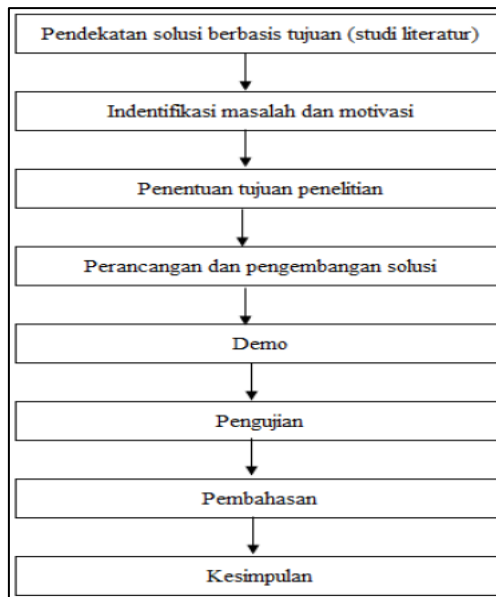 Pendekatan solusi berbasis tujuan (studi literatur)
Indentifikasi masalah dan motivasi
Penentuan tujuan penelitian
Perancangan dan pengembangan solusi
Demo
Pengujian
Pembahasan
Kesimpulan